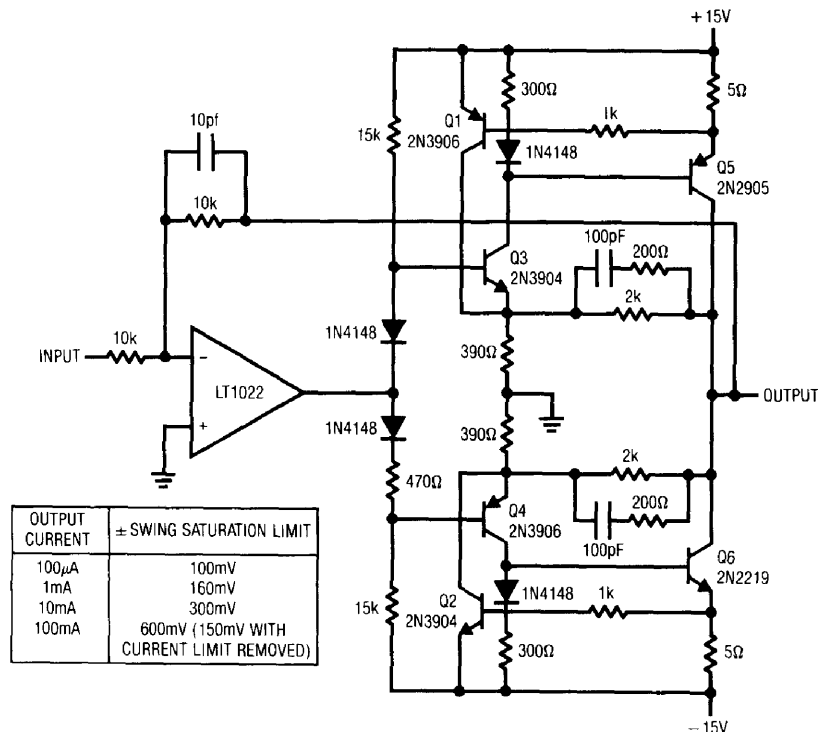 +15V
10pf
10k
15k
Q1
2N3906
300Ω
1N4148
1k
5Ω
Q5
2N2905
Q3
2N3904
100pF
200Ω
2k
1N4148
390Ω
INPUT
10k
−
+
LT1022
OUTPUT
1N4148
390Ω
470Ω
2k
200Ω
100pF
Q4
2N3906
Q6
2N2219
15k
Q2
2N3904
1N4148
1k
300Ω
5Ω
−15V
OUTPUT CURRENT
± SWING SATURATION LIMIT
100µA 100mV
1mA 160mV
10mA 300mV
100mA 600mV (150mV WITH
CURRENT LIMIT REMOVED)